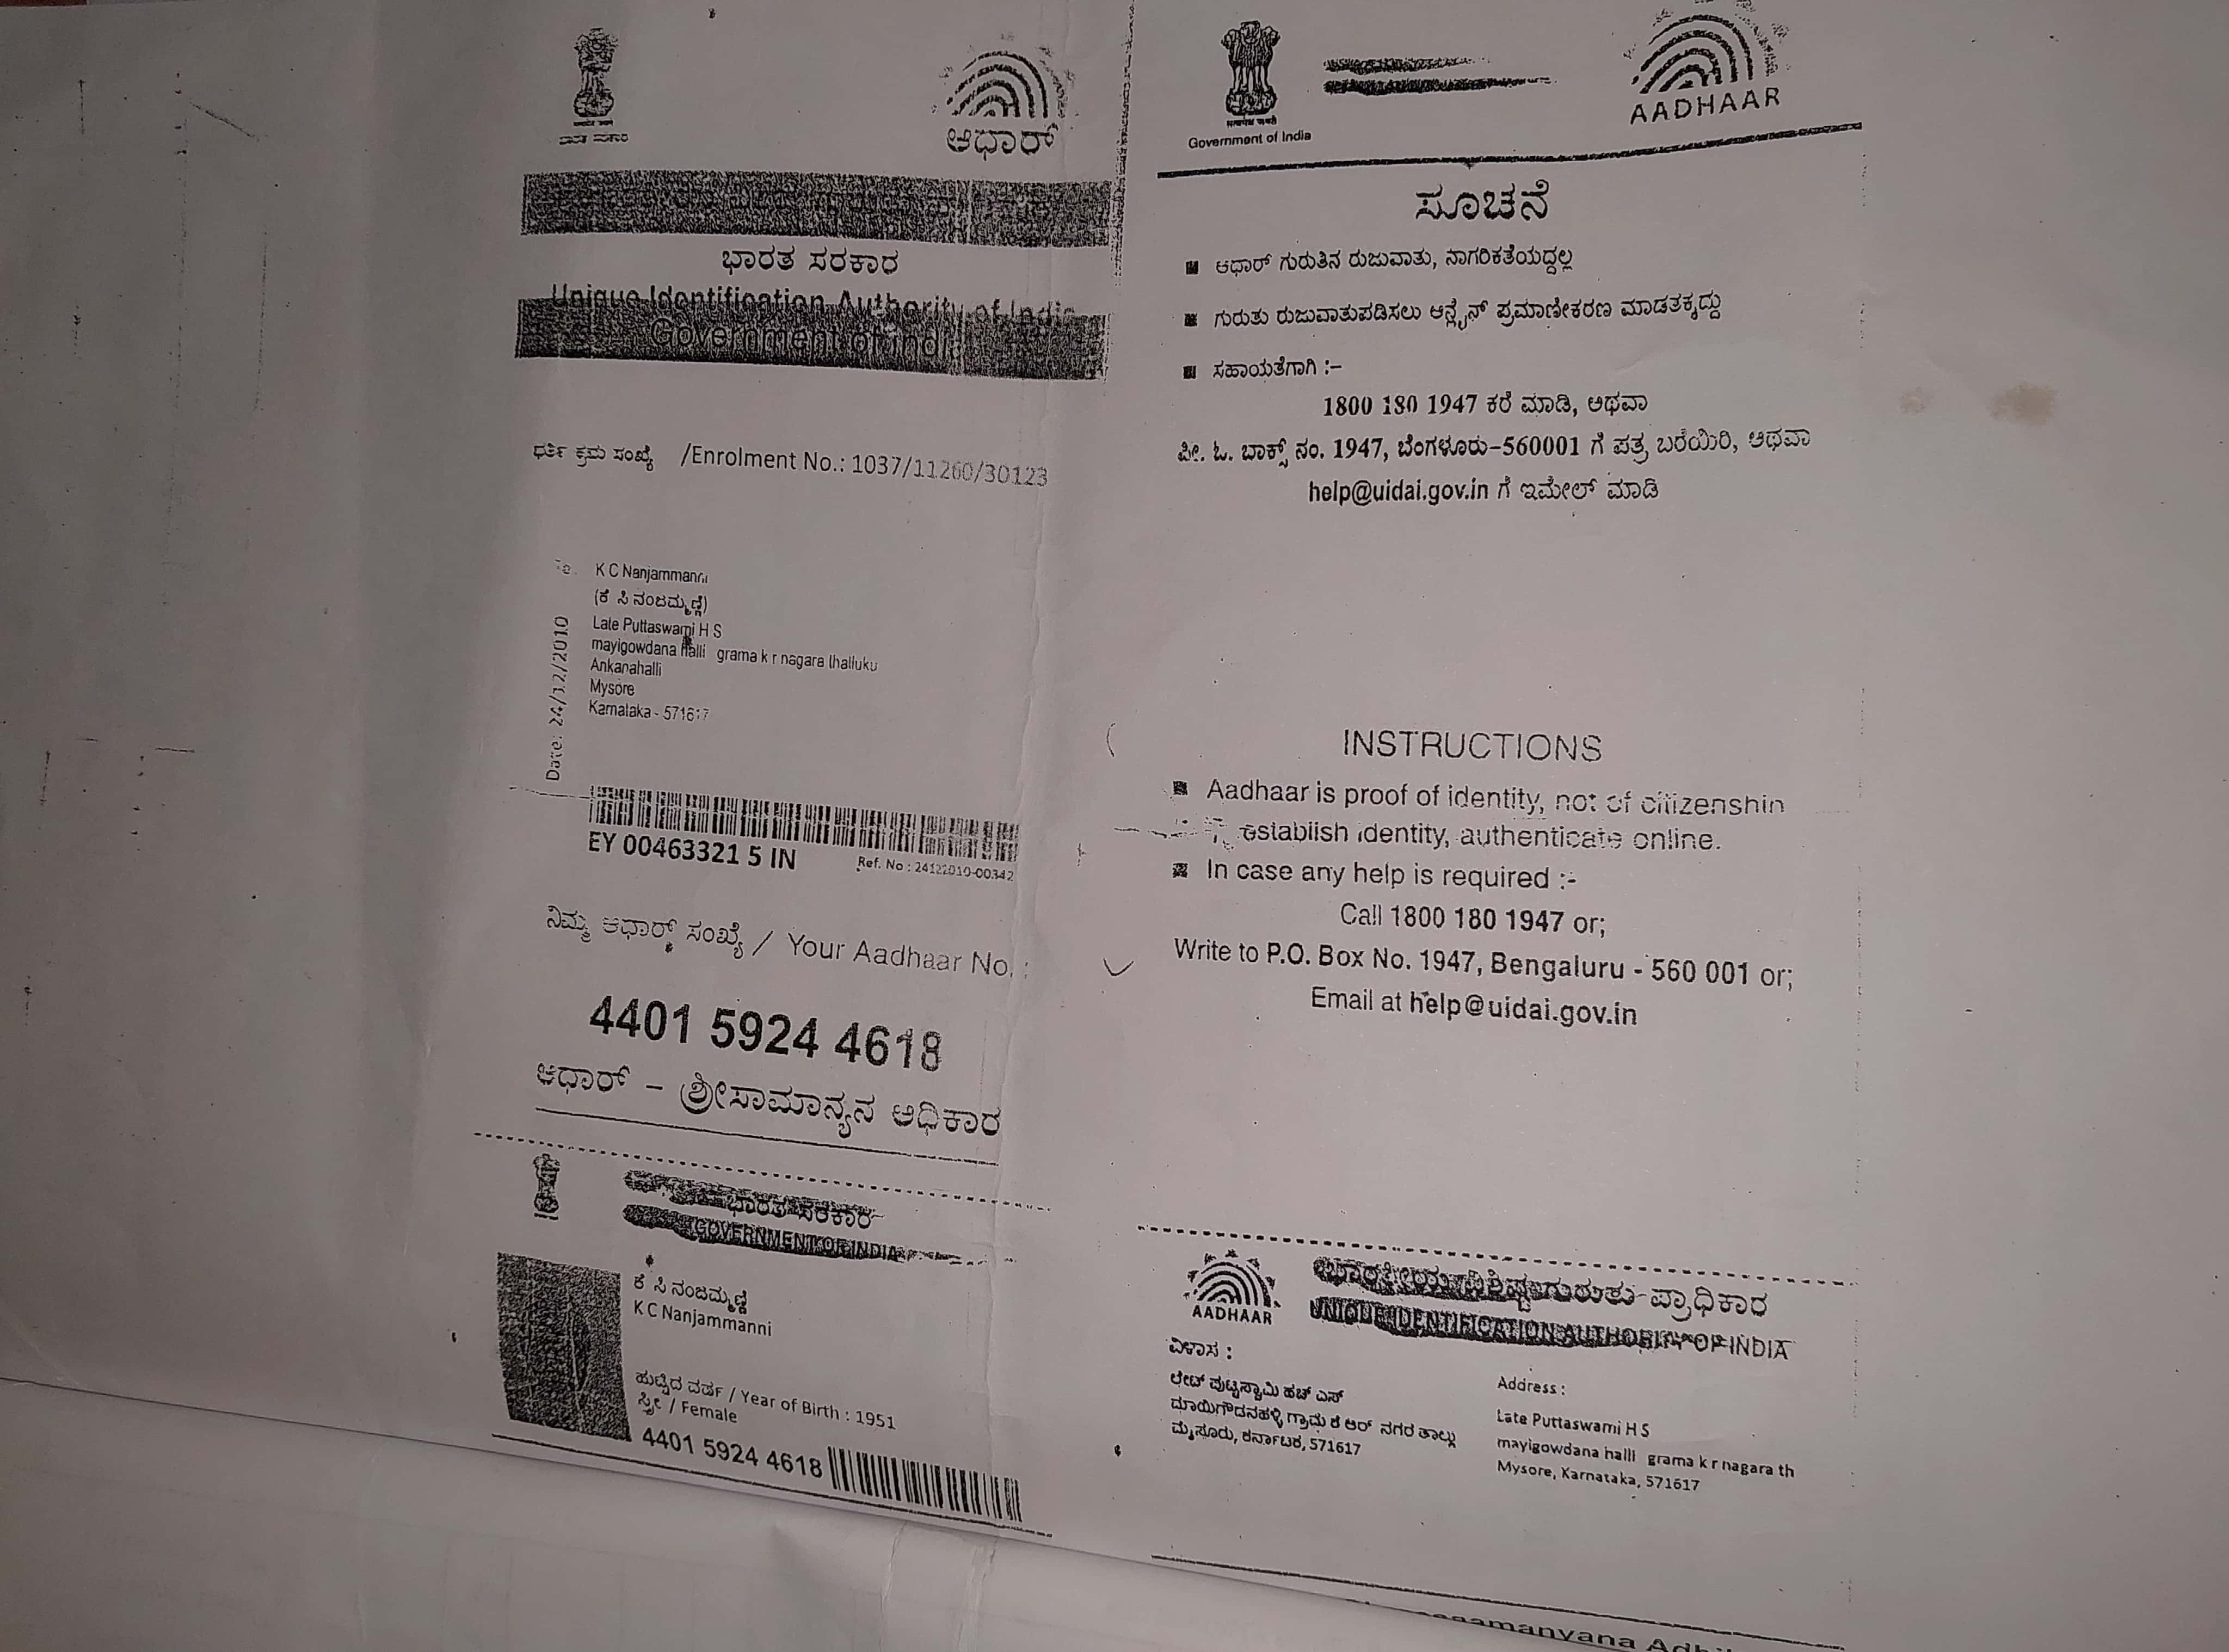 ಆಧಾರ್
ಭಾರತ ಸರಕಾರ
Unique Identification Authority of India
Government of India
ಕ್ರಮ ಸಂಖ್ಯೆ /Enrolment No.: 1037/11260/30123
K C Nanjammanni
(ಕೆ ಸಿ ನಂಜಮ್ಮಣ್ಣಿ)
Late Puttaswami H S
mayigowdana halli grama k r nagara thalluku
Ankanahalli
Mysore
Karnataka - 571617
Date: 24/12/2010
EY 00463321 5 IN
Ref. No : 24122010-00342
ನಿಮ್ಮ ಆಧಾರ್ ಸಂಖ್ಯೆ / Your Aadhaar No. :
4401 5924 4618
ಆಧಾರ್ – ಶ್ರೀಸಾಮಾನ್ಯನ ಅಧಿಕಾರ
ಭಾರತ ಸರಕಾರ
GOVERNMENT OF INDIA
ಕೆ ಸಿ ನಂಜಮ್ಮಣ್ಣಿ
K C Nanjammanni
ಹುಟ್ಟಿದ ವರ್ಷ / Year of Birth : 1951
ಸ್ತ್ರೀ / Female
4401 5924 4618
Government of India
AADHAAR
ಸೂಚನೆ
ಆಧಾರ್ ಗುರುತಿನ ರುಜುವಾತು, ನಾಗರಿಕತೆಯದ್ದಲ್ಲ
ಗುರುತು ರುಜುವಾತುಪಡಿಸಲು ಆನ್ಲೈನ್ ಪ್ರಮಾಣೀಕರಣ ಮಾಡತಕ್ಕದ್ದು
ಸಹಾಯತೆಗಾಗಿ :–
1800 180 1947 ಕರೆ ಮಾಡಿ, ಅಥವಾ
ಪೀ. ಓ. ಬಾಕ್ಸ್ ನಂ. 1947, ಬೆಂಗಳೂರು–560001 ಗೆ ಪತ್ರ ಬರೆಯಿರಿ, ಅಥವಾ
help@uidai.gov.in ಗೆ ಇಮೇಲ್ ಮಾಡಿ
INSTRUCTIONS
Aadhaar is proof of identity, not of citizenship
establish identity, authenticate online.
In case any help is required :-
Call 1800 180 1947 or;
Write to P.O. Box No. 1947, Bengaluru - 560 001 or;
Email at help@uidai.gov.in
AADHAAR
ಭಾರತೀಯ ವಿಶಿಷ್ಟ ಗುರುತು ಪ್ರಾಧಿಕಾರ
UNIQUE IDENTIFICATION AUTHORITY OF INDIA
ವಿಳಾಸ :
ಲೇಟ್ ಪುಟ್ಟಸ್ವಾಮಿ ಹಚ್ ಎಸ್
ಮಾಯಿಗೌಡನಹಳ್ಳಿ ಗ್ರಾಮ ಕೆ ಆರ್ ನಗರ ತಾಲ್ಲು
ಮೈಸೂರು, ಕರ್ನಾಟಕ, 571617
Address :
Late Puttaswami H S
mayigowdana halli grama k r nagara th
Mysore, Karnataka, 571617